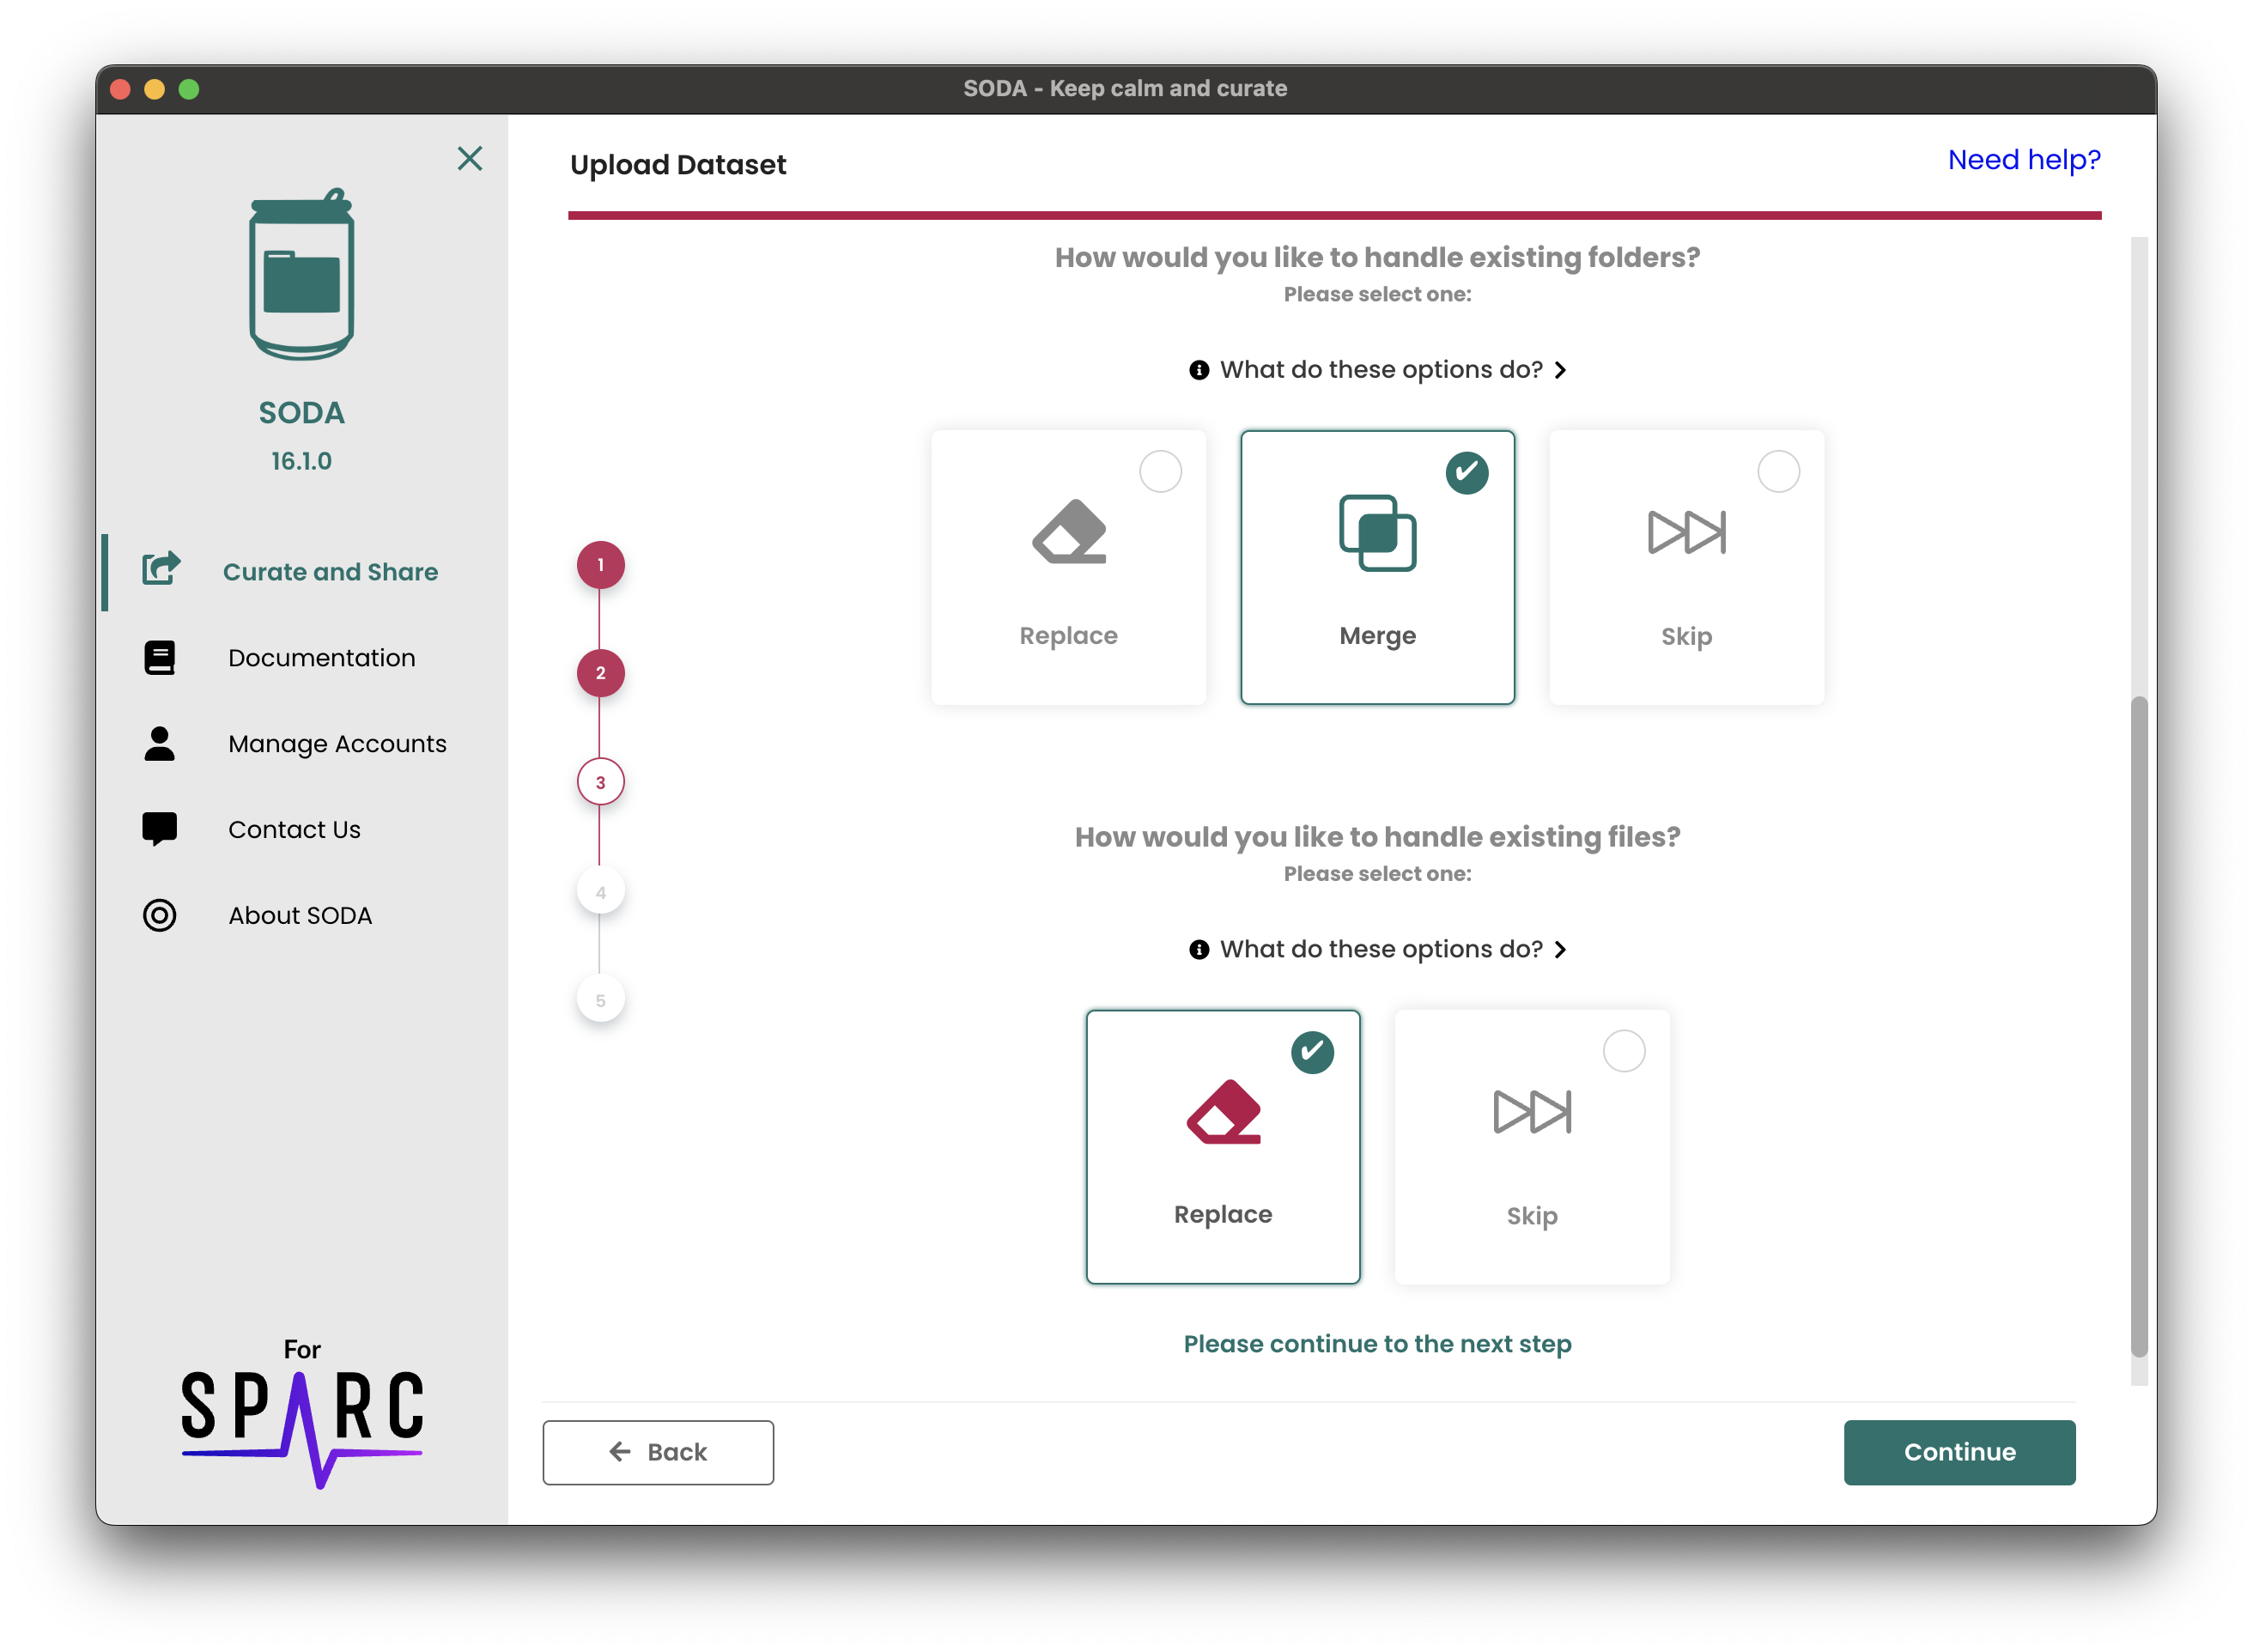 SODA - Keep calm and curate
SODA
16.1.0
Curate and Share
Documentation
Manage Accounts
Contact Us
About SODA
For
SPARC
Upload Dataset
Need help?
1
2
3
4
5
How would you like to handle existing folders?
Please select one:
What do these options do?
Replace
Merge
Skip
How would you like to handle existing files?
Please select one:
What do these options do?
Replace
Skip
Please continue to the next step
Back
Continue